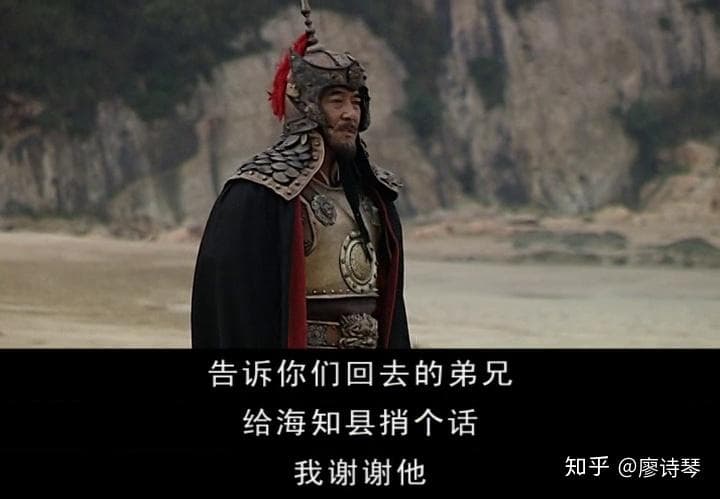 告诉你们回去的弟兄
给海知县捎个话
我谢谢他
知乎 @廖诗琴